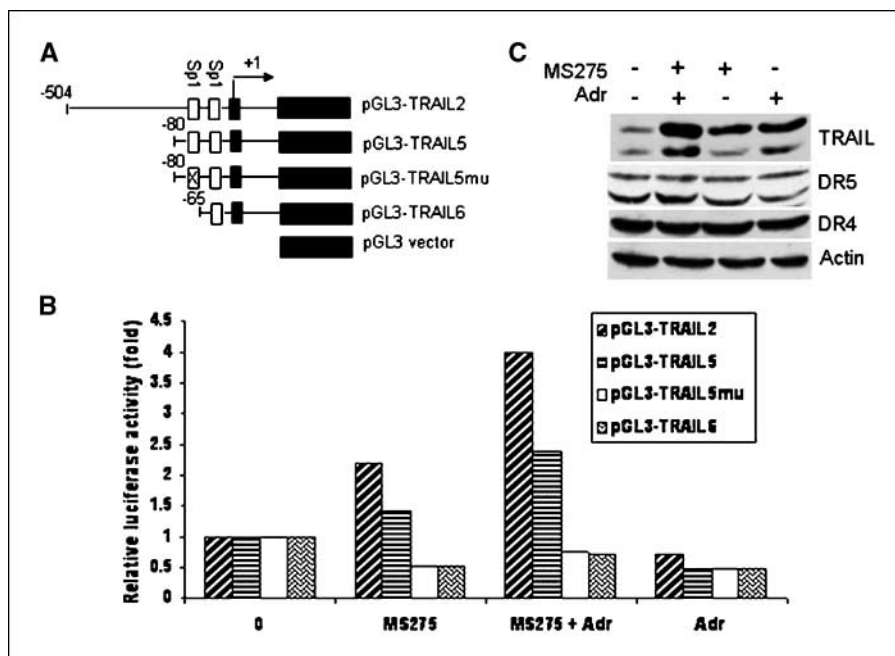 A
+1
Sp1
Sp1
-504
pGL3-TRAIL2
-80
pGL3-TRAIL5
-80
pGL3-TRAIL5mu
-65
pGL3-TRAIL6
pGL3 vector
C
MS275 - + + -
Adr - + - +
TRAIL
DR5
DR4
Actin
B
Relative luciferase activity (fold)
4.5
4
3.5
3
2.5
2
1.5
1
0.5
0
pGL3-TRAIL2
pGL3-TRAIL5
pGL3-TRAIL5mu
pGL3-TRAIL6
0 MS275 MS275 + Adr Adr